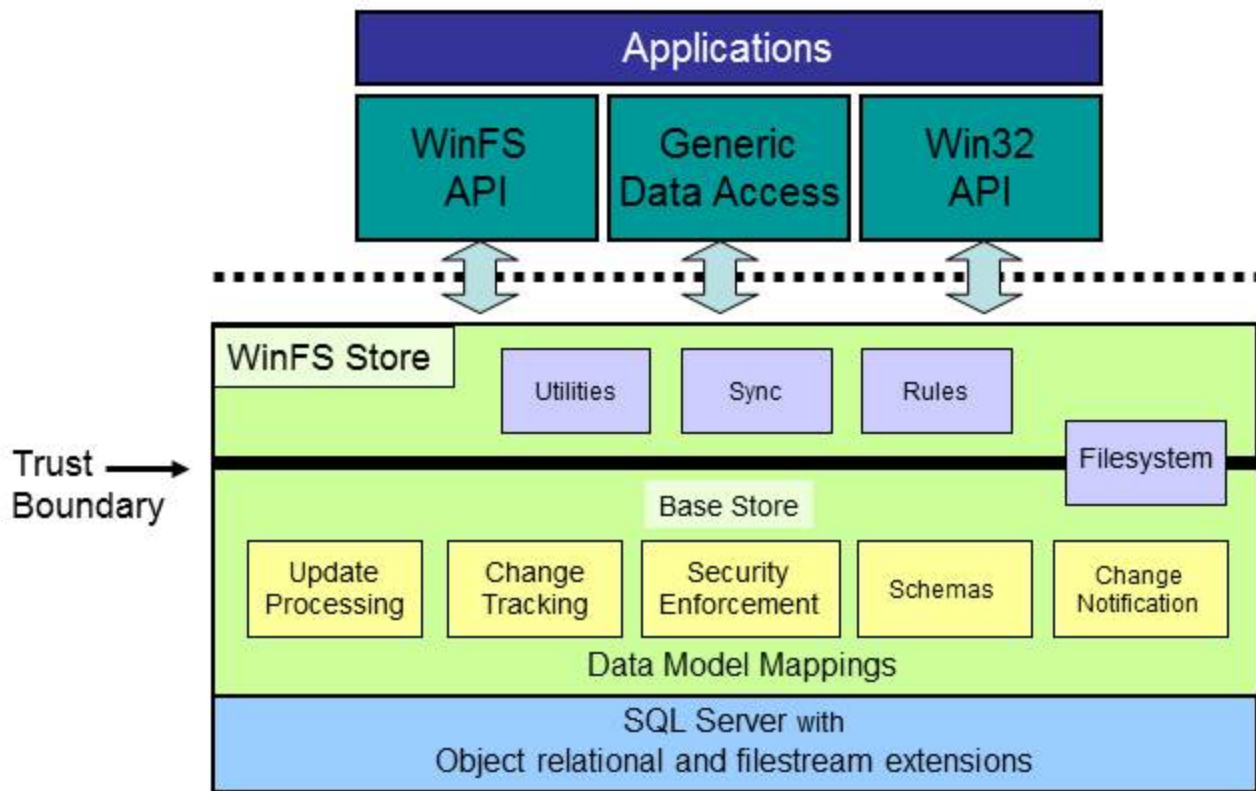 Applications
WinFS
API
Generic
Data Access
Win32
API
WinFS Store
Utilities
Sync
Rules
Filesystem
Trust
Boundary
Base Store
Update
Processing
Change
Tracking
Security
Enforcement
Schemas
Change
Notification
Data Model Mappings
SQL Server with
Object relational and filestream extensions